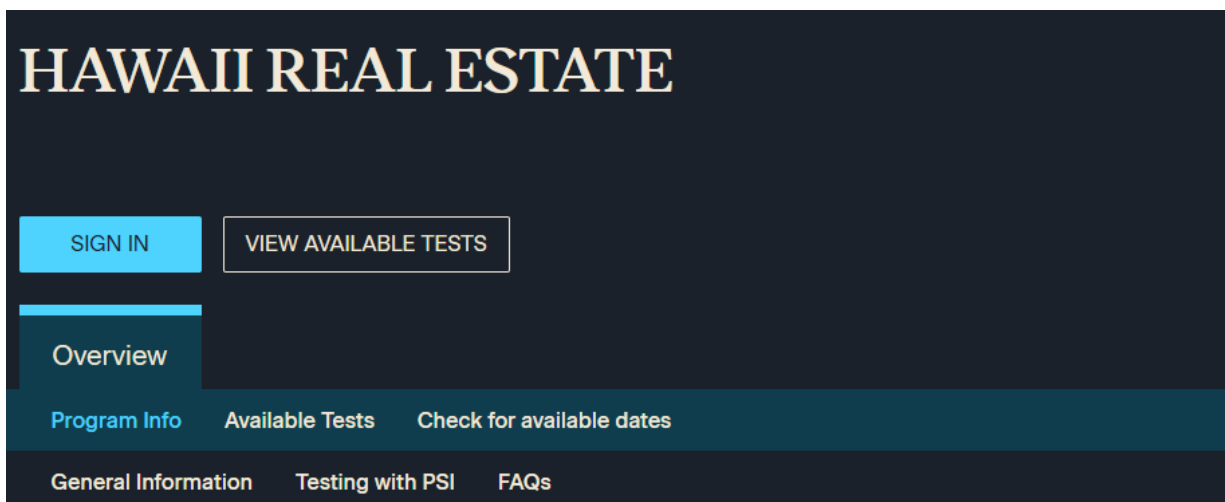 HAWAII REAL ESTATE
SIGN IN VIEW AVAILABLE TESTS
Overview
Program Info Available Tests Check for available dates
General Information Testing with PSI FAQs